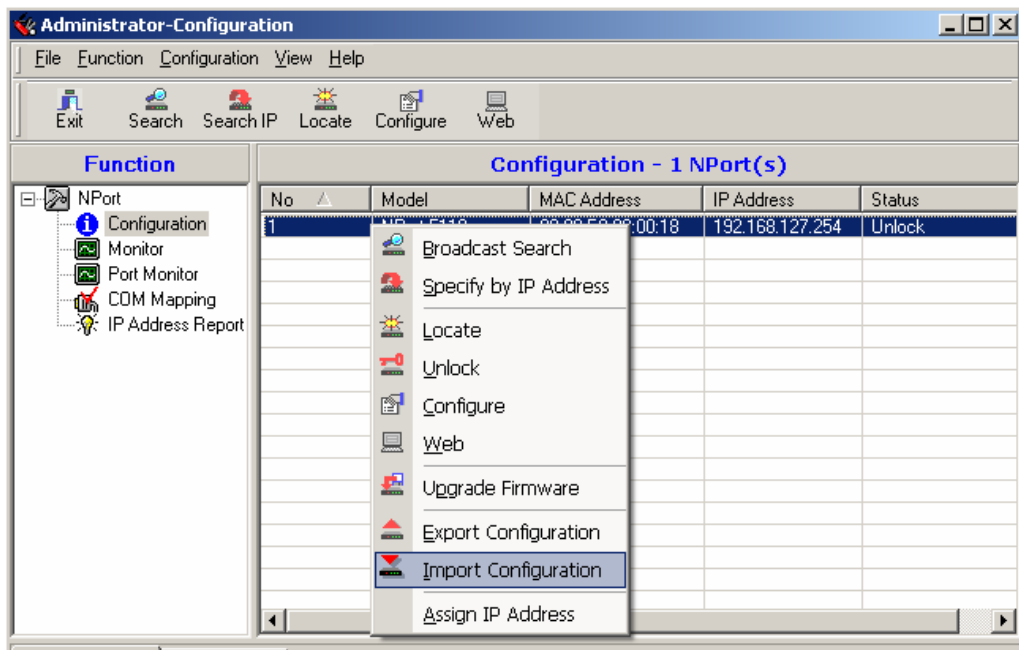 Administrator-Configuration
File Function Configuration View Help
Exit Search Search IP Locate Configure Web
Function
Configuration - 1 NPort(s)
NPort
Configuration
Monitor
Port Monitor
COM Mapping
IP Address Report
No Model MAC Address IP Address Status
1 :00:18 192.168.127.254 Unlock
Broadcast Search
Specify by IP Address
Locate
Unlock
Configure
Web
Upgrade Firmware
Export Configuration
Import Configuration
Assign IP Address